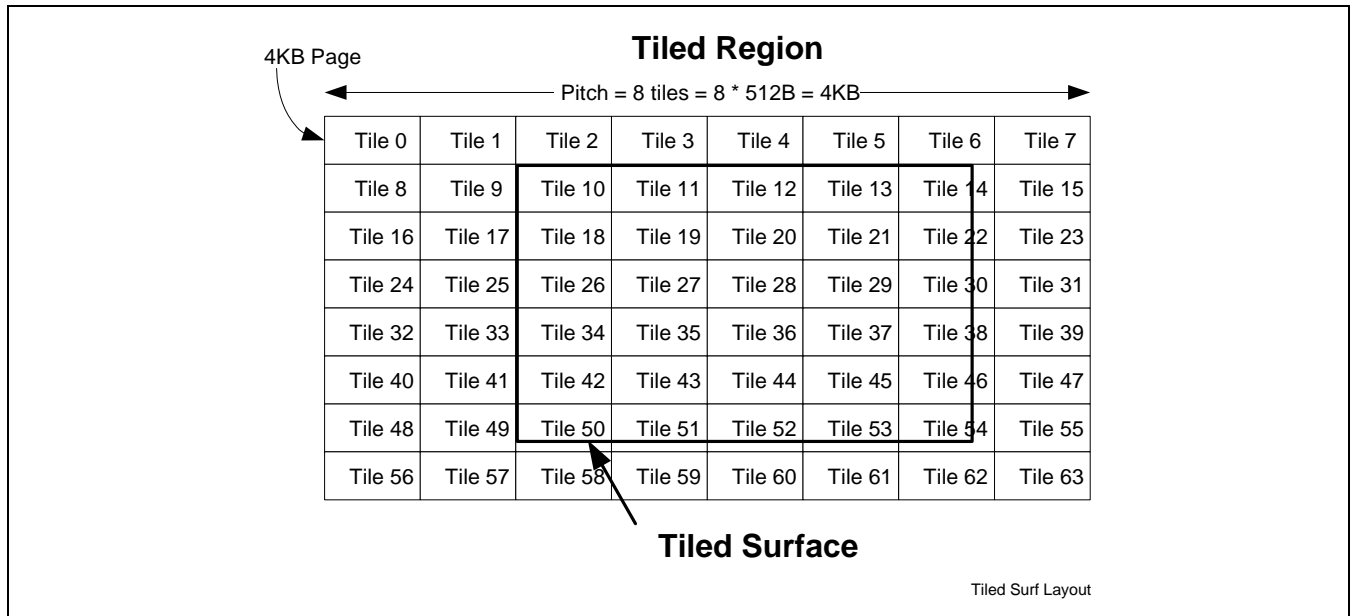 Tiled Region
4KB Page
Pitch = 8 tiles = 8 * 512B = 4KB
Tile 0 Tile 1 Tile 2 Tile 3 Tile 4 Tile 5 Tile 6 Tile 7
Tile 8 Tile 9 Tile 10 Tile 11 Tile 12 Tile 13 Tile 14 Tile 15
Tile 16 Tile 17 Tile 18 Tile 19 Tile 20 Tile 21 Tile 22 Tile 23
Tile 24 Tile 25 Tile 26 Tile 27 Tile 28 Tile 29 Tile 30 Tile 31
Tile 32 Tile 33 Tile 34 Tile 35 Tile 36 Tile 37 Tile 38 Tile 39
Tile 40 Tile 41 Tile 42 Tile 43 Tile 44 Tile 45 Tile 46 Tile 47
Tile 48 Tile 49 Tile 50 Tile 51 Tile 52 Tile 53 Tile 54 Tile 55
Tile 56 Tile 57 Tile 58 Tile 59 Tile 60 Tile 61 Tile 62 Tile 63
Tiled Surface
Tiled Surf Layout